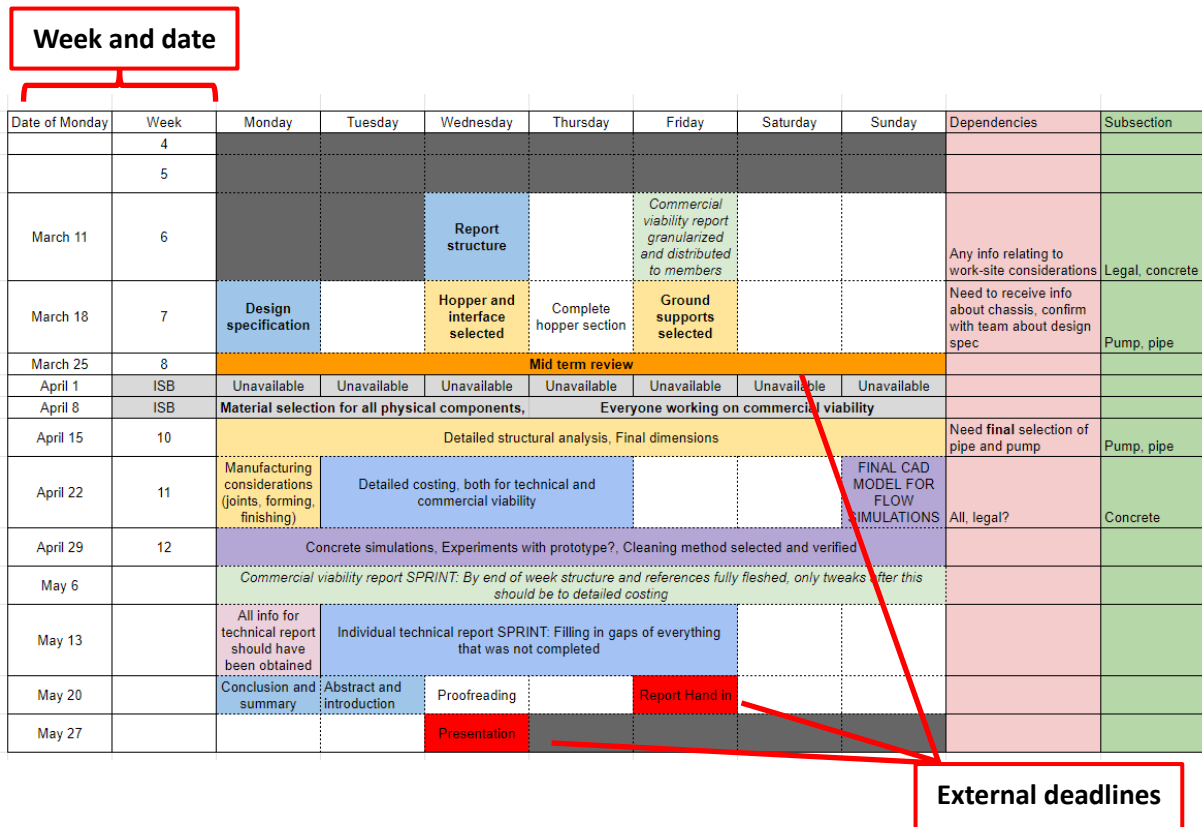 Week and date
Date of Monday Week Monday Tuesday Wednesday Thursday Friday Saturday Sunday Dependencies Subsection
4
5
March 11
6
Report
structure
Commercial
viability report
granularized
and distributed
to members
Any info relating to
work-site considerations
Legal, concrete
March 18
7
Design
specification
Hopper and
interface
selected
Complete
hopper section
Ground
supports
selected
Need to receive info
about chassis, confirm
with team about design
spec
Pump, pipe
March 25 8 Mid term review
April 1 ISB Unavailable Unavailable Unavailable Unavailable Unavailable Unavailable Unavailable
April 8 ISB Material selection for all physical components, Everyone working on commercial viability
April 15
10
Detailed structural analysis, Final dimensions
Need final selection of
pipe and pump
Pump, pipe
April 22
11
Manufacturing
considerations
(joints, forming,
finishing)
Detailed costing, both for technical and
commercial viability
FINAL CAD
MODEL FOR
FLOW
SIMULATIONS
All, legal?
Concrete
April 29
12
Concrete simulations, Experiments with prototype?, Cleaning method selected and verified
May 6
Commercial viability report SPRINT: By end of week structure and references fully fleshed, only tweaks after this
should be to detailed costing
May 13
All info for
technical report
should have
been obtained
Individual technical report SPRINT: Filling in gaps of everything
that was not completed
May 20
Conclusion and
summary
Abstract and
introduction
Proofreading
Report Hand in
May 27
Presentation
External deadlines